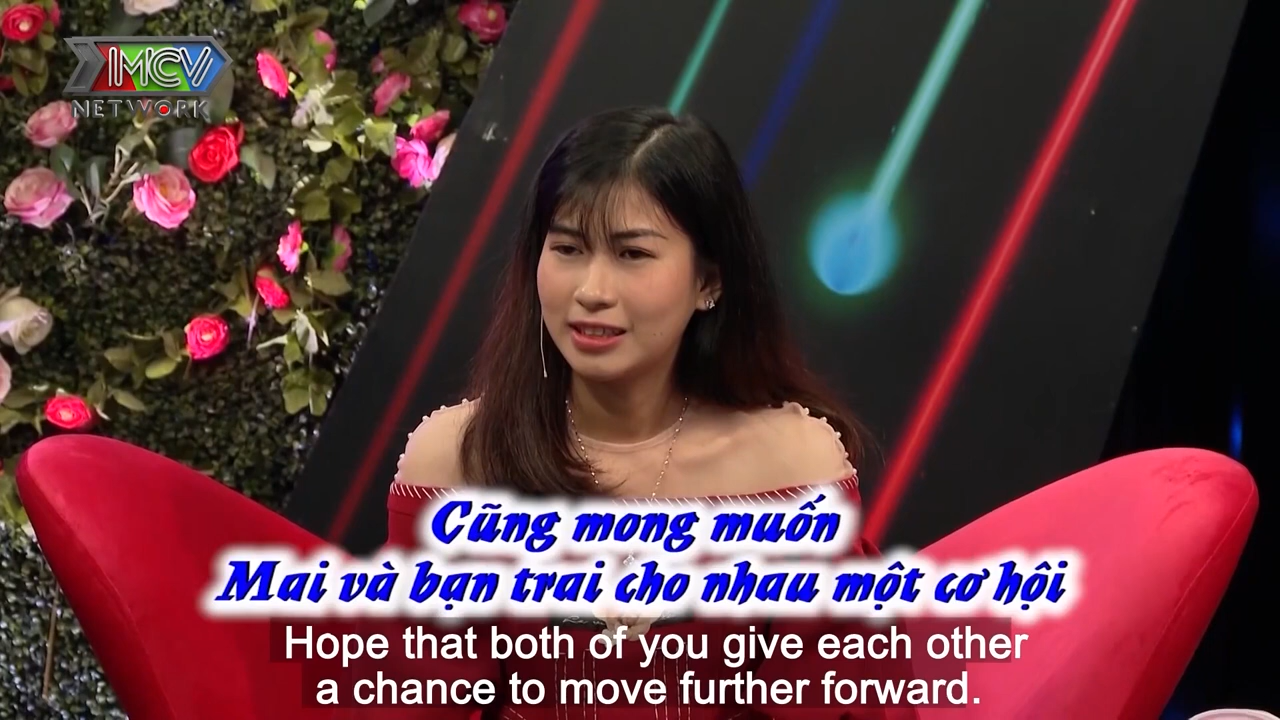 MCV
NETWORK
Cũng mong muốn
Mai và bạn trai cho nhau một cơ hội
Hope that both of you give each other
a chance to move further forward.